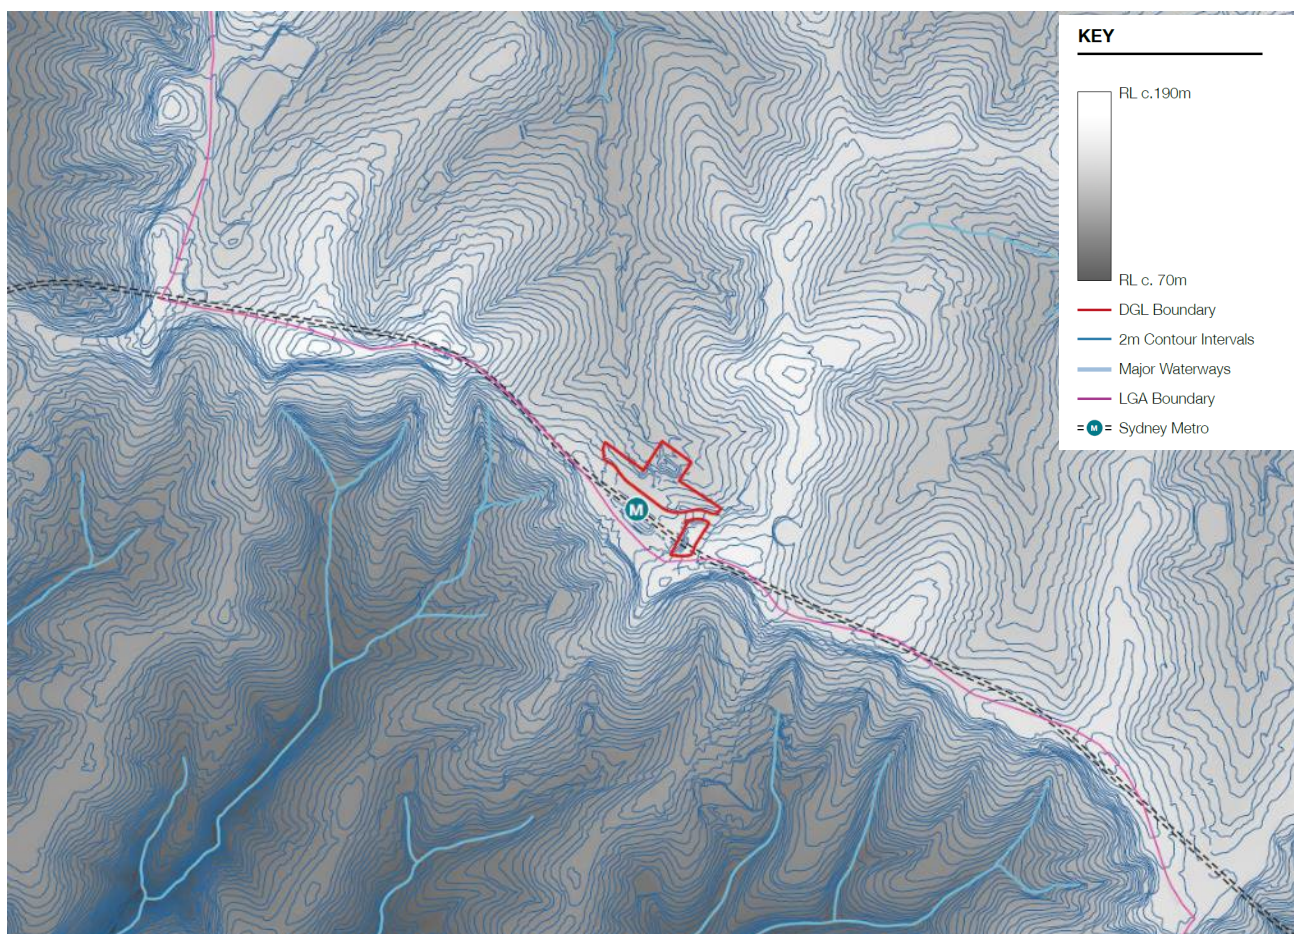 KEY
RL c.190m
RL c. 70m
DGL Boundary
2m Contour Intervals
Major Waterways
LGA Boundary
= M = Sydney Metro
M